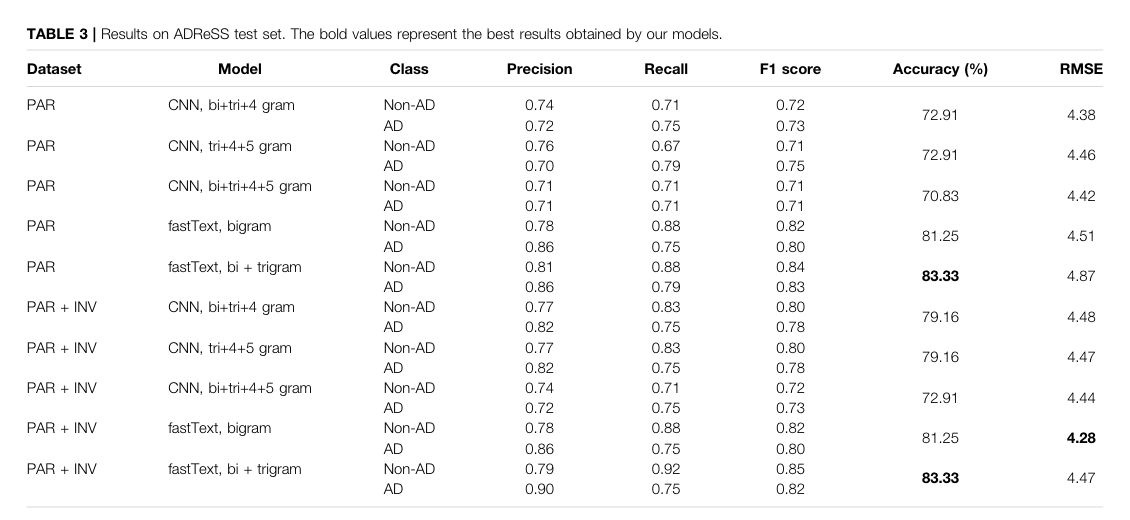 TABLE 3 | Results on ADReSS test set. The bold values represent the best results obtained by our models.
Dataset Model Class Precision Recall F1 score Accuracy (%) RMSE
PAR CNN, bi+tri+4 gram Non-AD 0.74 0.71 0.72 72.91 4.38
AD 0.72 0.75 0.73
PAR CNN, tri+4+5 gram Non-AD 0.76 0.67 0.71 72.91 4.46
AD 0.70 0.79 0.75
PAR CNN, bi+tri+4+5 gram Non-AD 0.71 0.71 0.71 70.83 4.42
AD 0.71 0.71 0.71
PAR fastText, bigram Non-AD 0.78 0.88 0.82 81.25 4.51
AD 0.86 0.75 0.80
PAR fastText, bi + trigram Non-AD 0.81 0.88 0.84 83.33 4.87
AD 0.86 0.79 0.83
PAR + INV CNN, bi+tri+4 gram Non-AD 0.77 0.83 0.80 79.16 4.48
AD 0.82 0.75 0.78
PAR + INV CNN, tri+4+5 gram Non-AD 0.77 0.83 0.80 79.16 4.47
AD 0.82 0.75 0.78
PAR + INV CNN, bi+tri+4+5 gram Non-AD 0.74 0.71 0.72 72.91 4.44
AD 0.72 0.75 0.73
PAR + INV fastText, bigram Non-AD 0.78 0.88 0.82 81.25 4.28
AD 0.86 0.75 0.80
PAR + INV fastText, bi + trigram Non-AD 0.79 0.92 0.85 83.33 4.47
AD 0.90 0.75 0.82